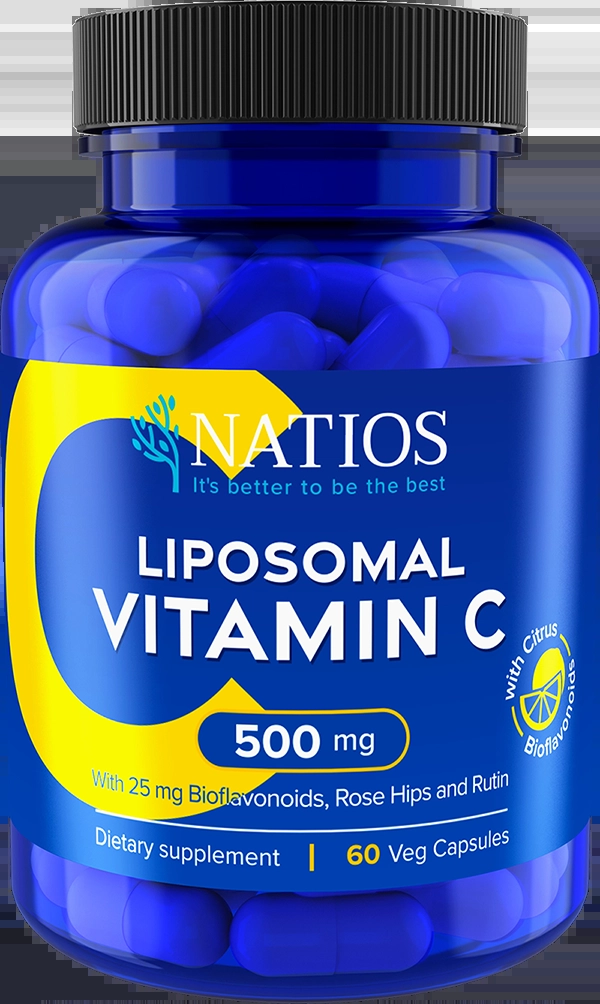 NATIOS
It's better to be the best
LIPOSOMAL
VITAMIN C
with Citrus
Bioflavonoids
500 mg
With 25 mg Bioflavonoids, Rose Hips and Rutin
Dietary supplement | 60 Veg Capsules